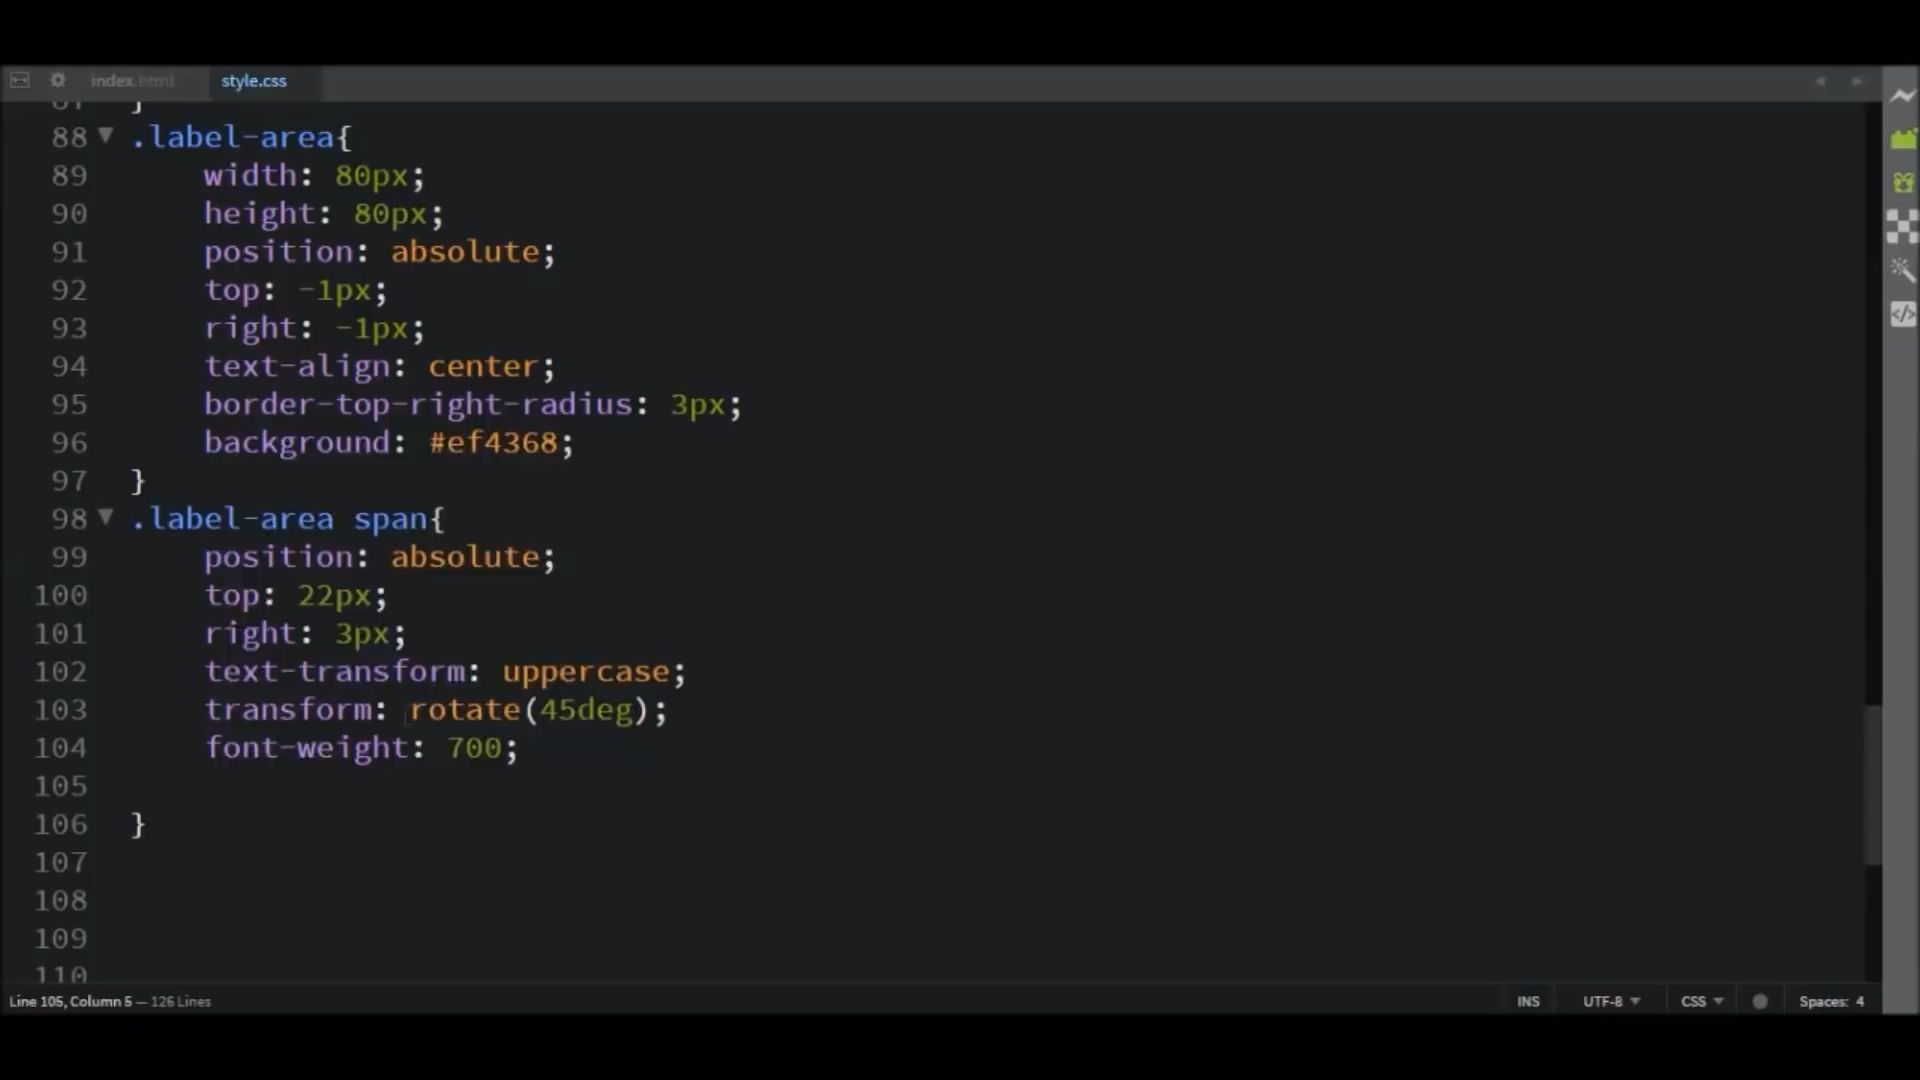 index.html style.css
}
88 .label-area{
89 width: 80px;
90 height: 80px;
91 position: absolute;
92 top: -1px;
93 right: -1px;
94 text-align: center;
95 border-top-right-radius: 3px;
96 background: #ef4368;
97 }
98 .label-area span{
99 position: absolute;
100 top: 22px;
101 right: 3px;
102 text-transform: uppercase;
103 transform: rotate(45deg);
104 font-weight: 700;
105
106 }
107
108
109
110
Line 105, Column 5 — 126 Lines INS UTF-8 CSS Spaces: 4